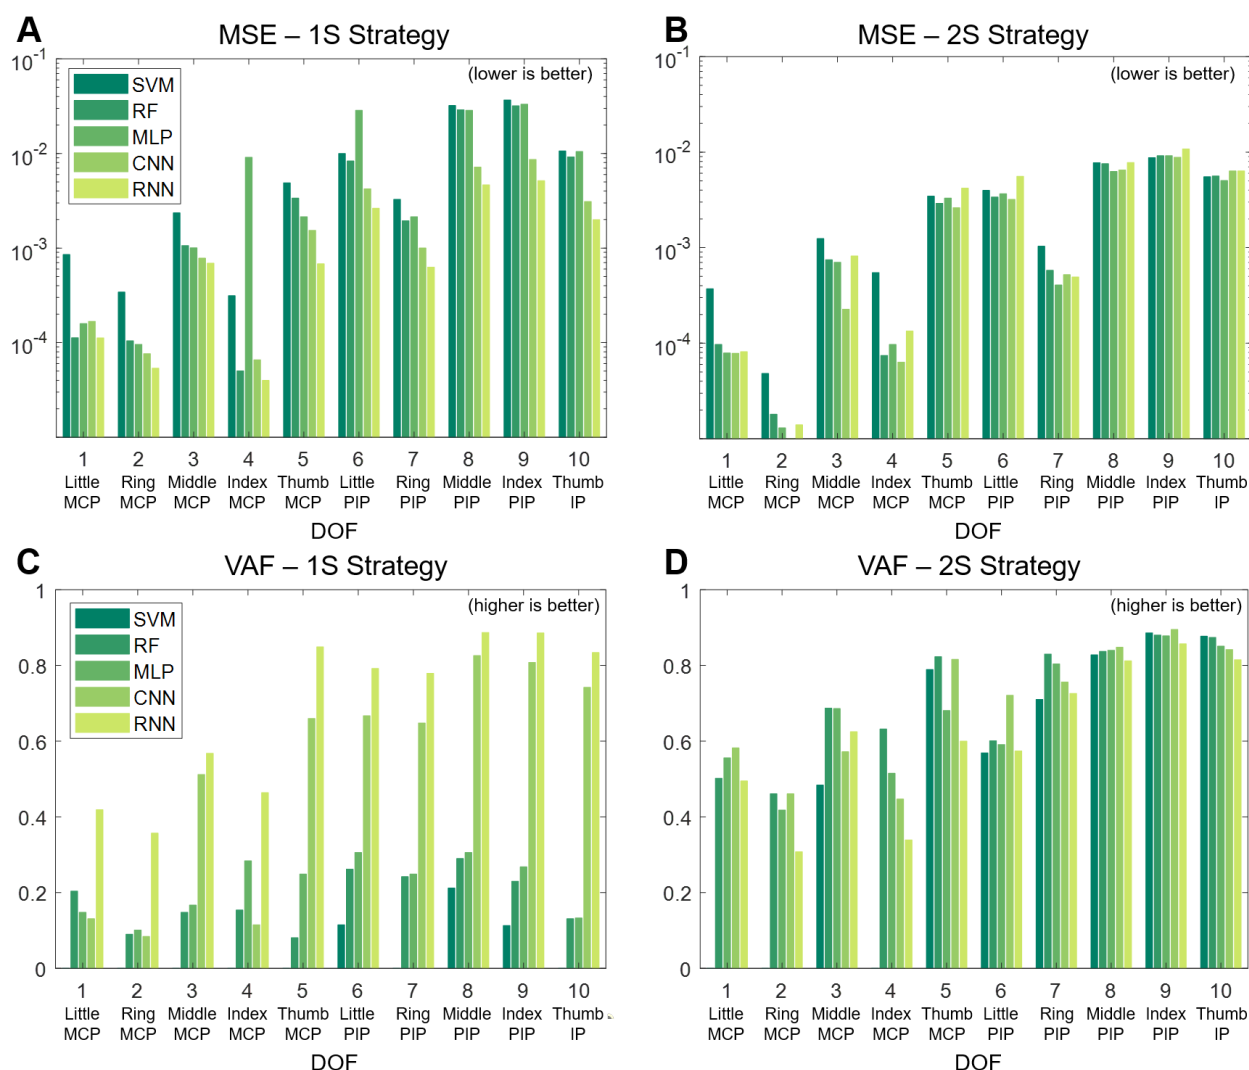 A
MSE – 1S Strategy
(lower is better)
10^-1
10^-2
10^-3
10^-4
SVM
RF
MLP
CNN
RNN
1 2 3 4 5 6 7 8 9 10
Little Ring Middle Index Thumb Little Ring Middle Index Thumb
MCP MCP MCP MCP MCP PIP PIP PIP PIP IP
DOF
B
MSE – 2S Strategy
(lower is better)
10^-1
10^-2
10^-3
10^-4
1 2 3 4 5 6 7 8 9 10
Little Ring Middle Index Thumb Little Ring Middle Index Thumb
MCP MCP MCP MCP MCP PIP PIP PIP PIP IP
DOF
C
VAF – 1S Strategy
(higher is better)
1
0.8
0.6
0.4
0.2
0
SVM
RF
MLP
CNN
RNN
1 2 3 4 5 6 7 8 9 10
Little Ring Middle Index Thumb Little Ring Middle Index Thumb
MCP MCP MCP MCP MCP PIP PIP PIP PIP IP
DOF
D
VAF – 2S Strategy
(higher is better)
1
0.8
0.6
0.4
0.2
0
1 2 3 4 5 6 7 8 9 10
Little Ring Middle Index Thumb Little Ring Middle Index Thumb
MCP MCP MCP MCP MCP PIP PIP PIP PIP IP
DOF